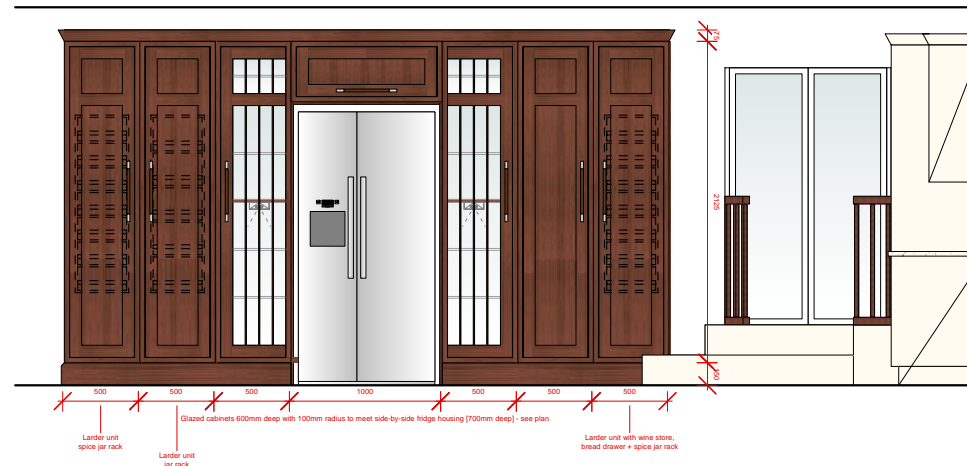 75
2125
150
500
500
500
1000
500
500
500
Glazed cabinets 600mm deep with 100mm radius to meet side-by-side fridge housing [700mm deep] - see plan
Larder unit
spice jar rack
Larder unit
jar rack
Larder unit with wine store,
bread drawer + spice jar rack